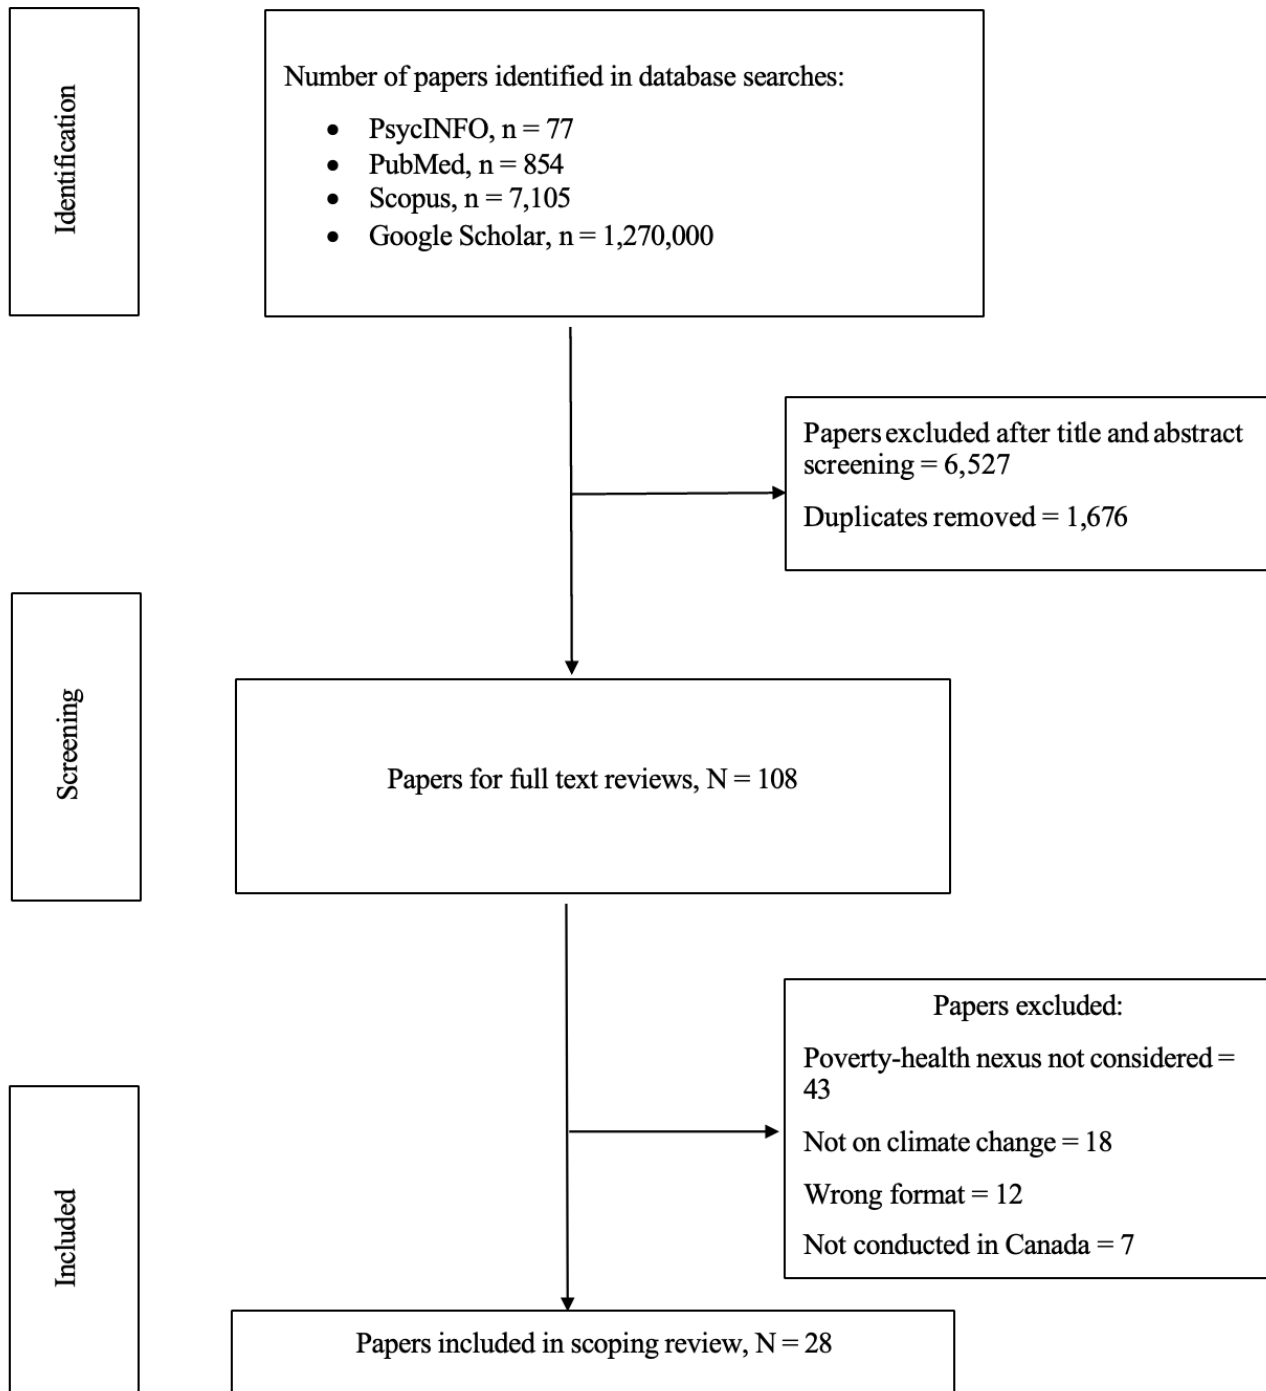 Identification
Number of papers identified in database searches:
• PsycINFO, n = 77
• PubMed, n = 854
• Scopus, n = 7,105
• Google Scholar, n = 1,270,000
Papers excluded after title and abstract
screening = 6,527
Duplicates removed = 1,676
Screening
Papers for full text reviews, N = 108
Papers excluded:
Poverty-health nexus not considered =
43
Not on climate change = 18
Wrong format = 12
Not conducted in Canada = 7
Included
Papers included in scoping review, N = 28